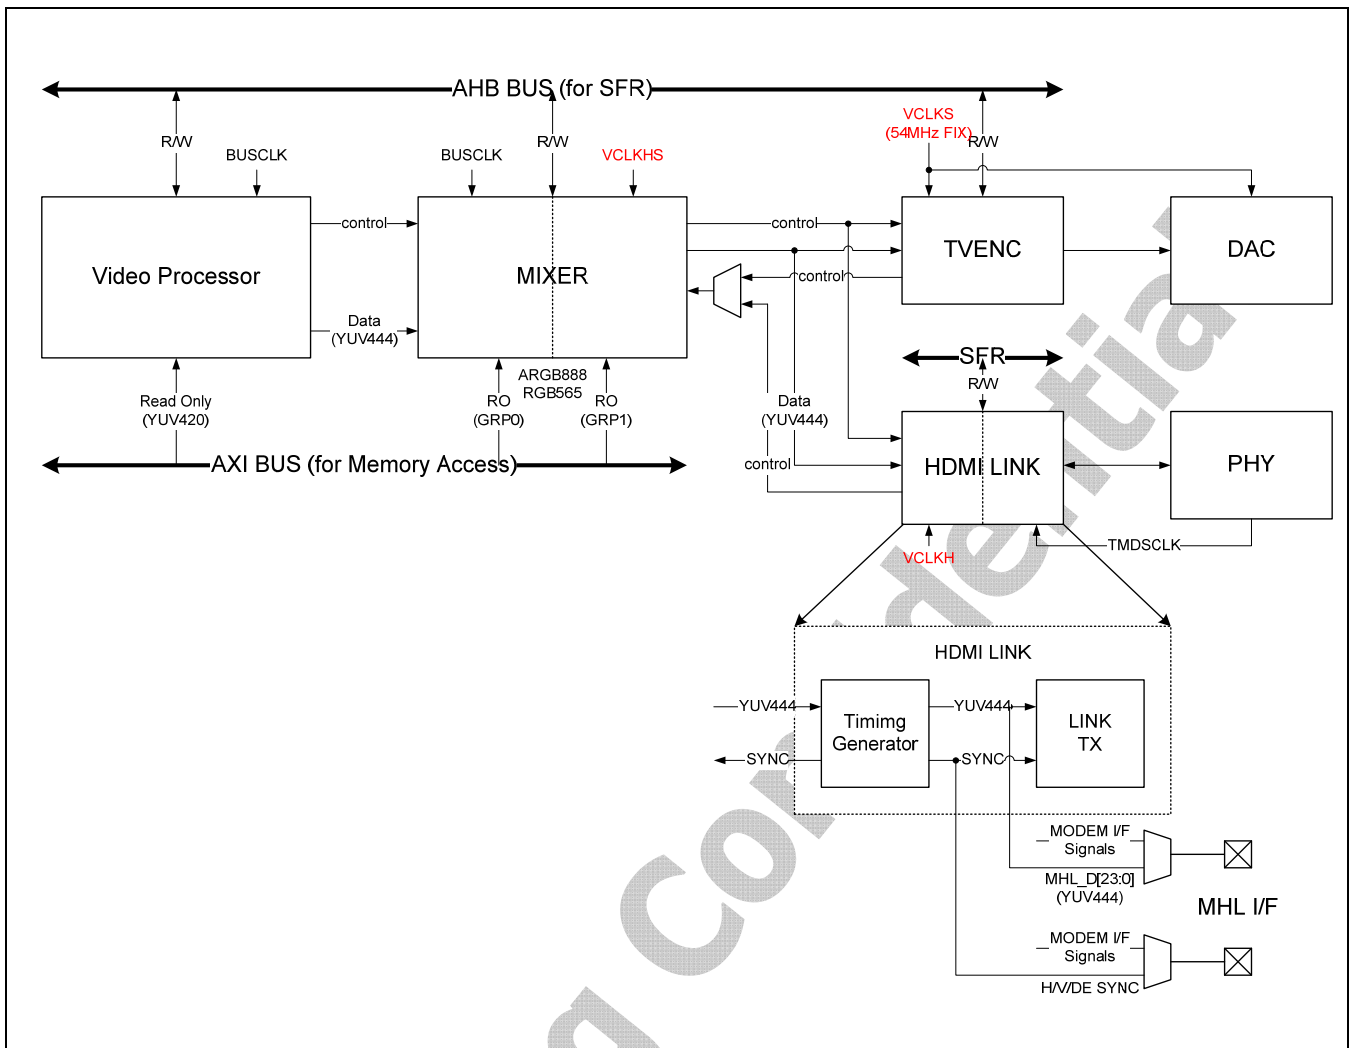 AHB BUS (for SFR)
VCLKS
(54MHz FIX)
R/W
R/W
R/W
BUSCLK
BUSCLK
VCLKHS
control
control
Video Processor
MIXER
TVENC
DAC
control
Data
(YUV444)
SFR
R/W
ARGB888
RGB565
Read Only
(YUV420)
RO
(GRP0)
RO
(GRP1)
Data
(YUV444)
AXI BUS (for Memory Access)
control
HDMI LINK
PHY
VCLKH
TMDSCLK
HDMI LINK
YUV444
YUV444
Timimg
Generator
LINK
TX
SYNC
SYNC
MODEM I/F
Signals
MHL_D[23:0]
(YUV444)
MHL I/F
MODEM I/F
Signals
H/V/DE SYNC